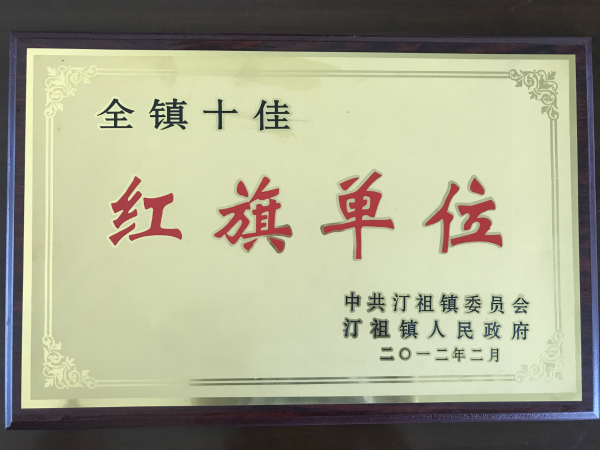 全镇十佳
红旗单位
中共汀祖镇委员会
汀祖镇人民政府
二〇一二年二月